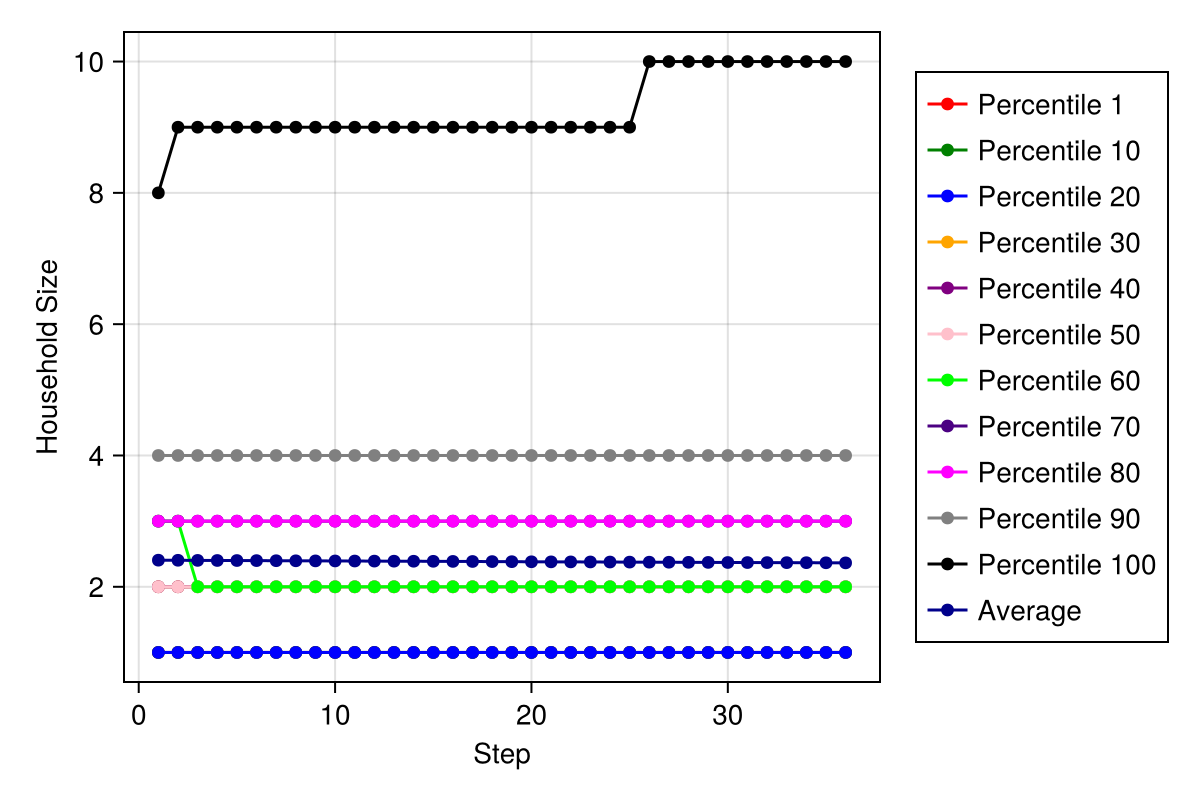 10
8
6
4
2
Household Size
0 10 20 30
Step
Percentile 1
Percentile 10
Percentile 20
Percentile 30
Percentile 40
Percentile 50
Percentile 60
Percentile 70
Percentile 80
Percentile 90
Percentile 100
Average